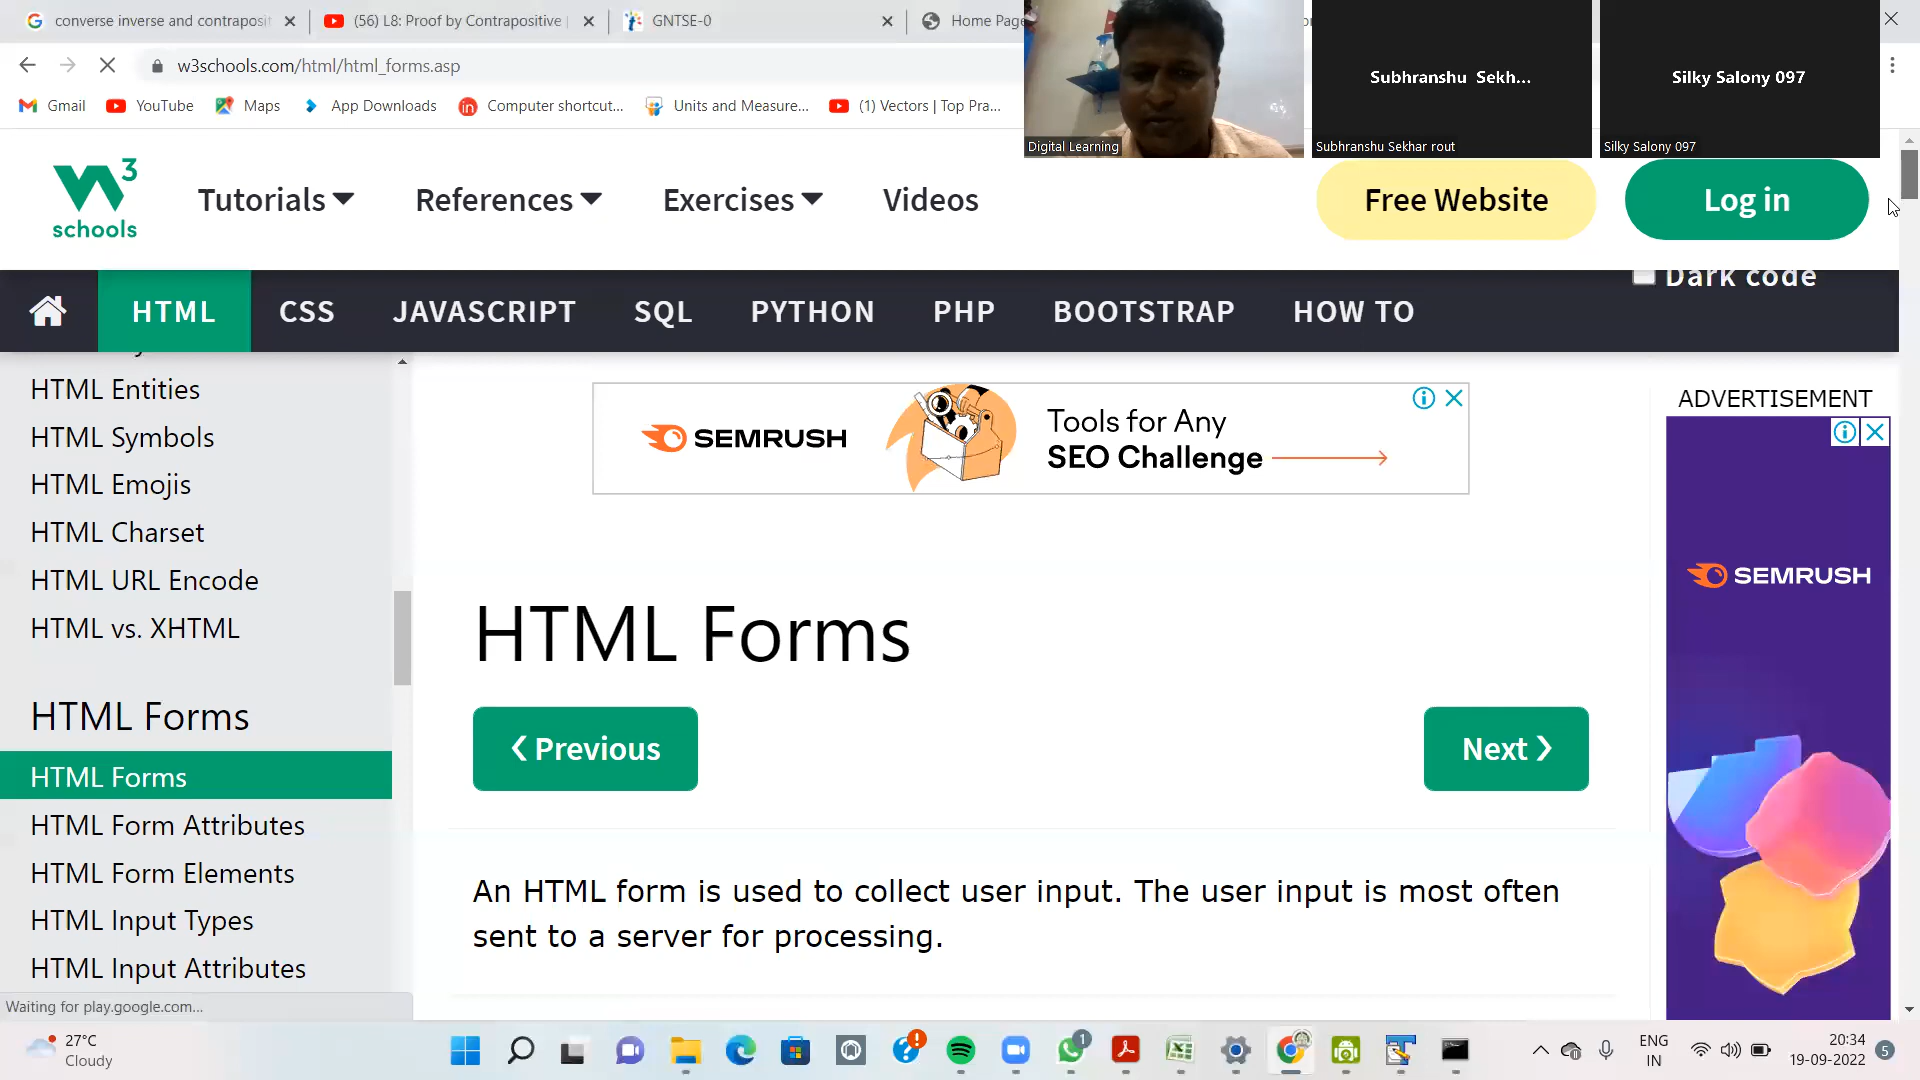 converse inverse and contraposit
(56) L8: Proof by Contrapositive |
GNTSE-0
Home Page
w3schools.com/html/html_forms.asp
Gmail
YouTube
Maps
App Downloads
Computer shortcut...
Units and Measure...
(1) Vectors | Top Pra...
Digital Learning
Subhranshu Sekh...
Subhranshu Sekhar rout
Silky Salony 097
Silky Salony 097
W3
schools
Tutorials
References
Exercises
Videos
Free Website
Log in
Dark code
HTML
CSS
JAVASCRIPT
SQL
PYTHON
PHP
BOOTSTRAP
HOW TO
HTML Entities
HTML Symbols
HTML Emojis
HTML Charset
HTML URL Encode
HTML vs. XHTML
HTML Forms
HTML Forms
HTML Form Attributes
HTML Form Elements
HTML Input Types
HTML Input Attributes
Waiting for play.google.com...
SEMRUSH
Tools for Any
SEO Challenge
HTML Forms
❮ Previous
Next ❯
An HTML form is used to collect user input. The user input is most often
sent to a server for processing.
ADVERTISEMENT
SEMRUSH
27°C
Cloudy
1
ENG
IN
20:34
19-09-2022
5